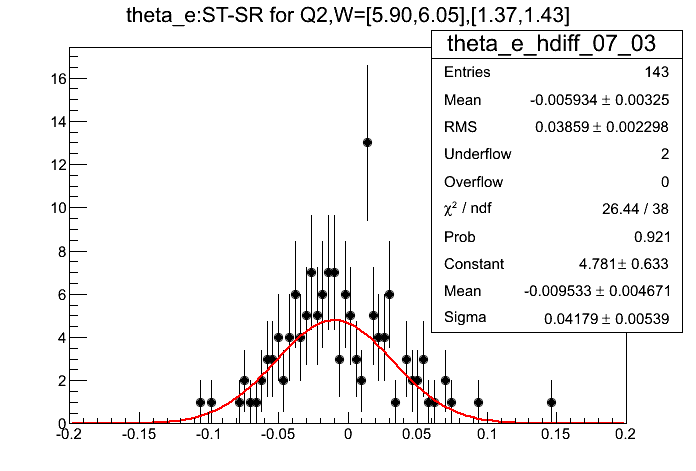 theta_e:ST-SR for Q2,W=[5.90,6.05],[1.37,1.43]
theta_e_hdiff_07_03
Entries 143
Mean -0.005934 ± 0.00325
RMS 0.03859 ± 0.002298
Underflow 2
Overflow 0
χ² / ndf 26.44 / 38
Prob 0.921
Constant 4.781 ± 0.633
Mean -0.009533 ± 0.004671
Sigma 0.04179 ± 0.00539
16
14
12
10
8
6
4
2
0
-0.2 -0.15 -0.1 -0.05 0 0.05 0.1 0.15 0.2